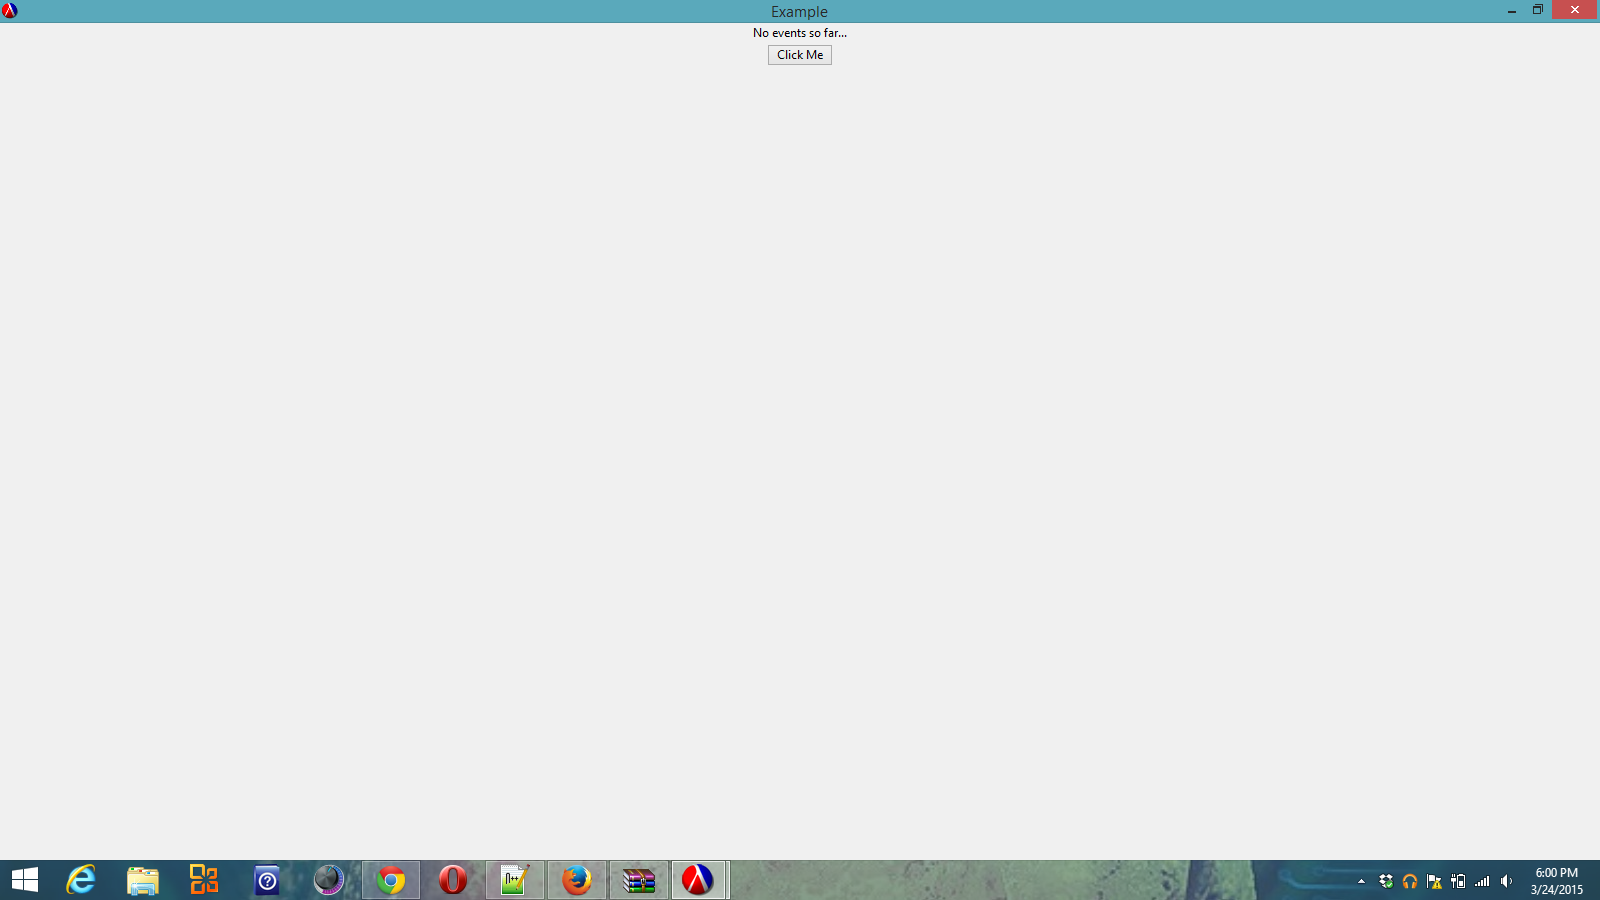 Example
No events so far...
Click Me
6:00 PM
3/24/2015